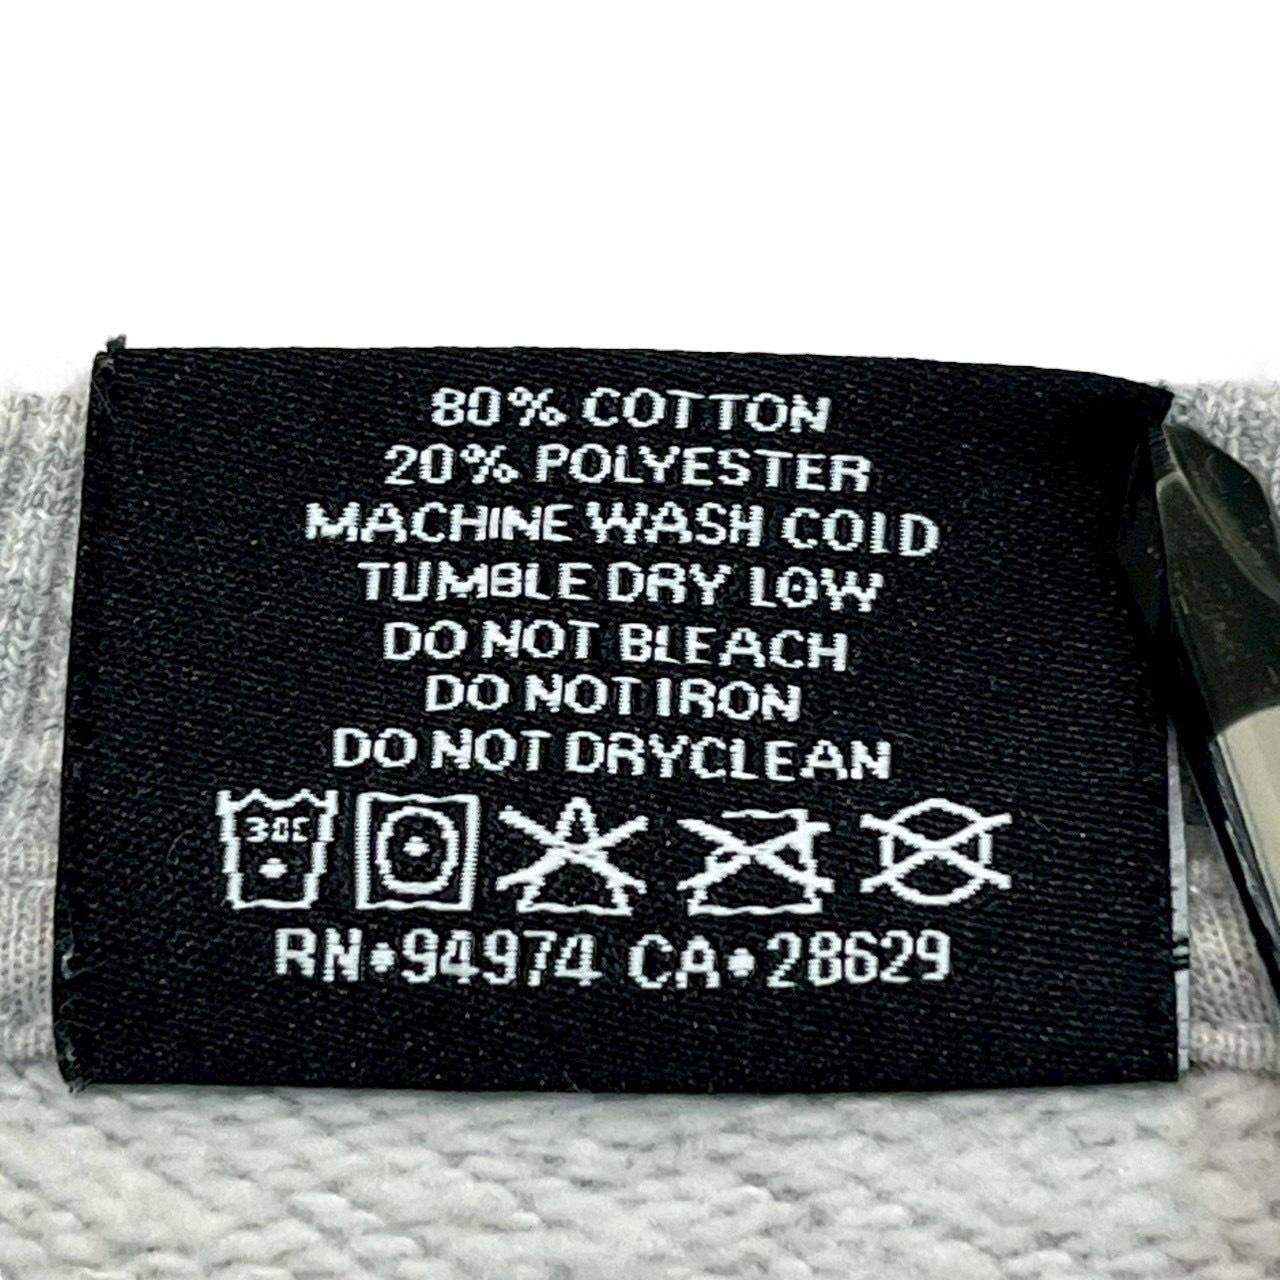 80% COTTON
20% POLYESTER
MACHINE WASH COLD
TUMBLE DRY LOW
DO NOT BLEACH
DO NOT IRON
DO NOT DRYCLEAN
30C
RN•94974 CA•28629